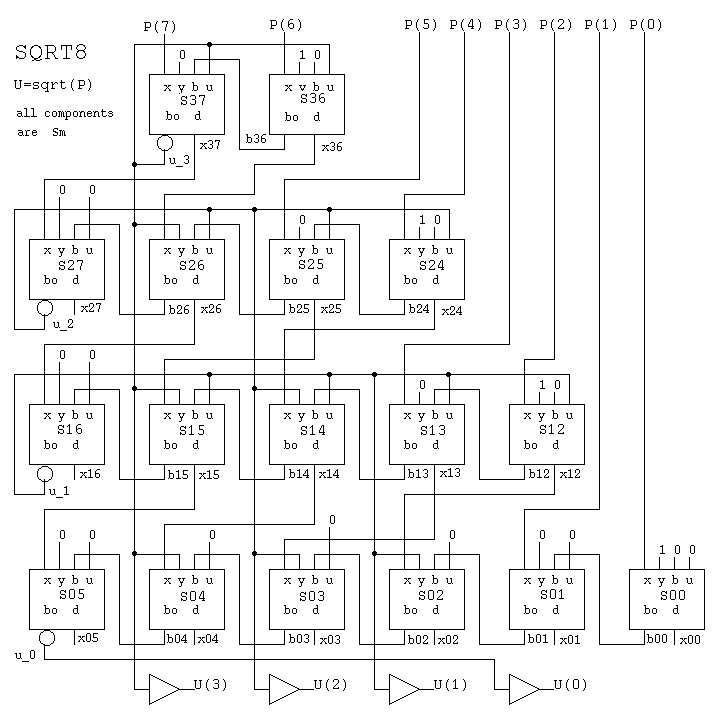 P(7) P(6) P(5) P(4) P(3) P(2) P(1) P(0)
SQRT8
0 1 0
U=sqrt(P)
x y b u x v b u
S37 S36
all components
bo d bo d
are Sm
b36
u_3 x37 x36
0 0
0 1 0
x y b u x y b u x y b u x y b u
S27 S26 S25 S24
bo d bo d bo d bo d
x27 b26 x26 b25 x25 b24 x24
u_2
0 0
0 1 0
x y b u x y b u x y b u x y b u x y b u
S16 S15 S14 S13 S12
bo d bo d bo d bo d bo d
x16 b15 x15 b14 x14 b13 x13 b12 x12
u_1
0
0 0 0 0 0 0
1 0 0
x y b u x y b u x y b u x y b u x y b u x y b u
S05 S04 S03 S02 S01 S00
bo d bo d bo d bo d bo d bo d
x05 b04 x04 b03 x03 b02 x02 b01 x01 b00 x00
u_0
U(3) U(2) U(1) U(0)